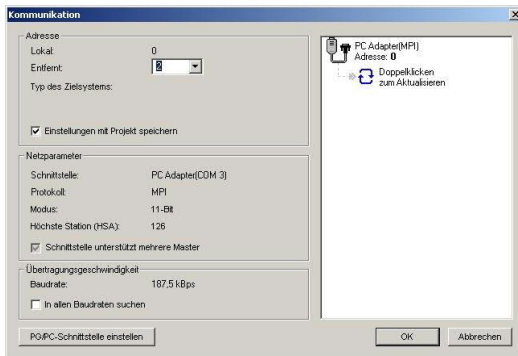 Kommunikation
Adresse
Lokal: 0
Entfernt: 2
Typ des Zielsystems:
Einstellungen mit Projekt speichern
Netzparameter
Schnittstelle: PC Adapter(COM 3)
Protokoll: MPI
Modus: 11-Bit
Höchste Station (HSA): 126
Schnittstelle unterstützt mehrere Master
Übertragungsgeschwindigkeit
Baudrate: 187,5 kBps
In allen Baudraten suchen
PG/PC-Schnittstelle einstellen
PC Adapter(MPI)
Adresse: 0
Doppelklicken
zum Aktualisieren
OK
Abbrechen